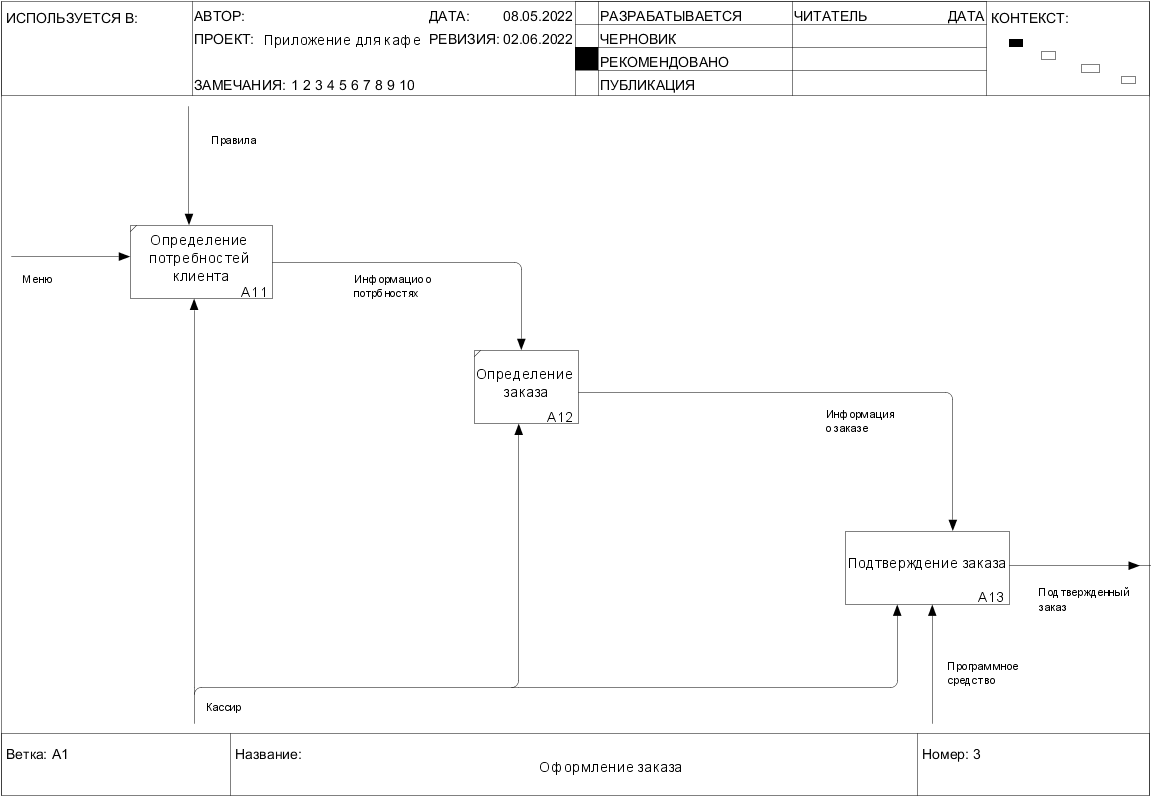 ИСПОЛЬЗУЕТСЯ В:
АВТОР:
ДАТА: 08.05.2022
РАЗРАБАТЫВАЕТСЯ
ЧИТАТЕЛЬ
ДАТА
КОНТЕКСТ:
ПРОЕКТ: Приложение для кафе
РЕВИЗИЯ: 02.06.2022
ЧЕРНОВИК
РЕКОМЕНДОВАНО
ЗАМЕЧАНИЯ: 1 2 3 4 5 6 7 8 9 10
ПУБЛИКАЦИЯ
Правила
Определение
потребностей
клиента
A11
Меню
Информацио о
потрбностях
Определение
заказа
A12
Информация
о заказе
Подтверждение заказа
A13
Подтвержденный
заказ
Программное
средство
Кассир
Ветка: A1
Название:
Оформление заказа
Номер: 3